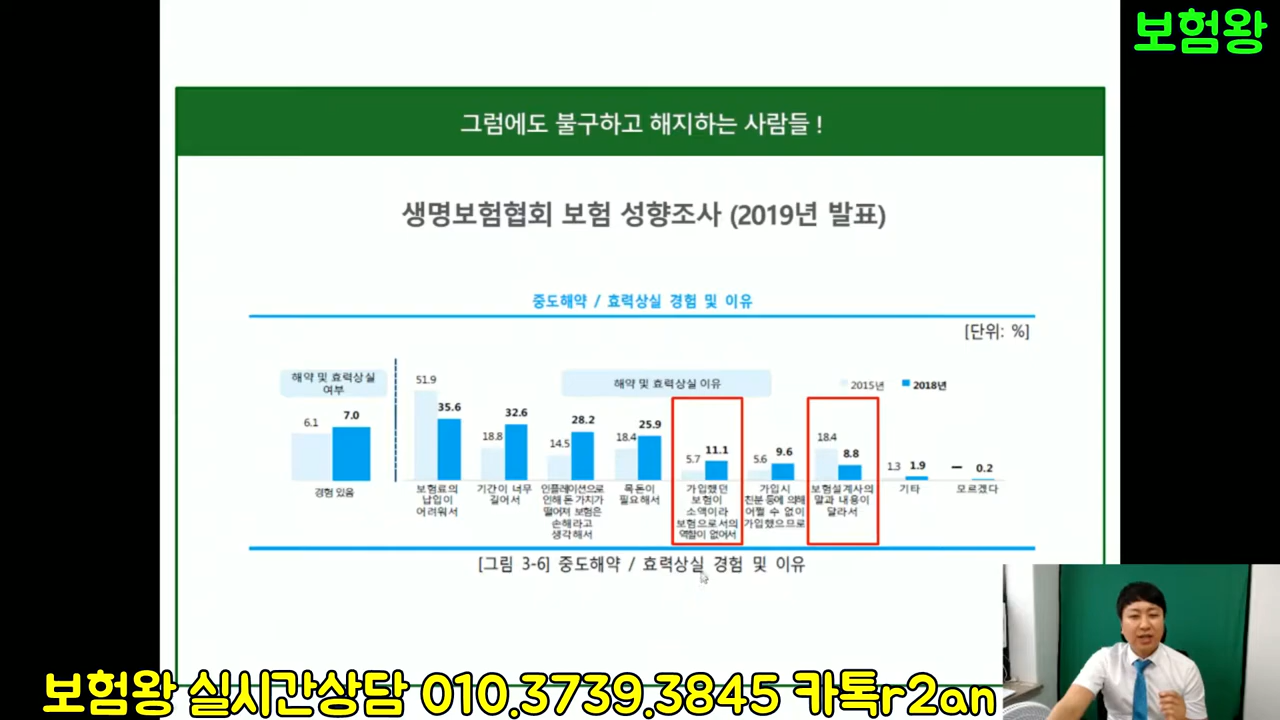 보험왕
그럼에도 불구하고 해지하는 사람들 !
생명보험협회 보험 성향조사 (2019년 발표)
중도해약 / 효력상실 경험 및 이유
[단위: %]
해약 및 효력상실
여부
해약 및 효력상실 이유
2015년
2018년
6.1
7.0
경험 있음
51.9
35.6
보험료의
납입이
어려워서
18.8
32.6
기간이 너무
길어서
14.5
28.2
인플레이션으로
인해 돈 가치가
떨어져 보험은
손해라고
생각해서
18.4
25.9
목돈이
필요해서
5.7
11.1
가입했던
보험이
소액이라
보험으로서의
역할이 없어서
5.6
9.6
가입 시
친분 등에 의해
어쩔 수 없이
가입했으므로
18.4
8.8
보험설계사의
말과 내용이
달라서
1.3
1.9
기타
–
0.2
모르겠다
[그림 3-6] 중도해약 / 효력상실 경험 및 이유
보험왕 실시간상담 010.3739.3845 카톡r2an